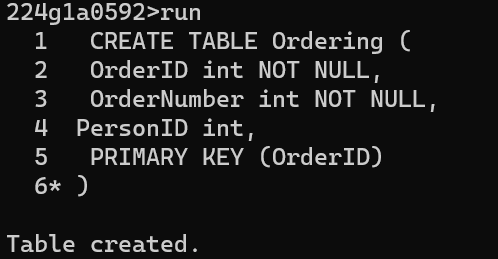 224g1a0592>run
  1   CREATE TABLE Ordering (
  2   OrderID int NOT NULL,
  3   OrderNumber int NOT NULL,
  4  PersonID int,
  5   PRIMARY KEY (OrderID)
  6* )
Table created.